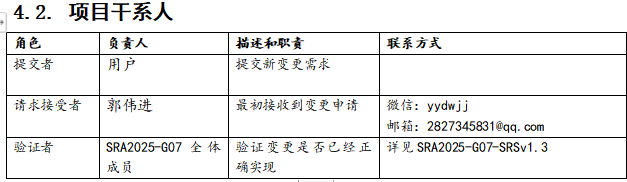 4.2. 项目干系人
角色 负责人 描述和职责 联系方式
提交者 用户 提交新变更需求
请求接受者 郭伟进 最初接收到变更申请 微信：yydwjj
邮箱：2827345831@qq.com
验证者 SRA2025-G07 全体 验证变更是否已经正 详见 SRA2025-G07-SRSv1.3
成员 确实现